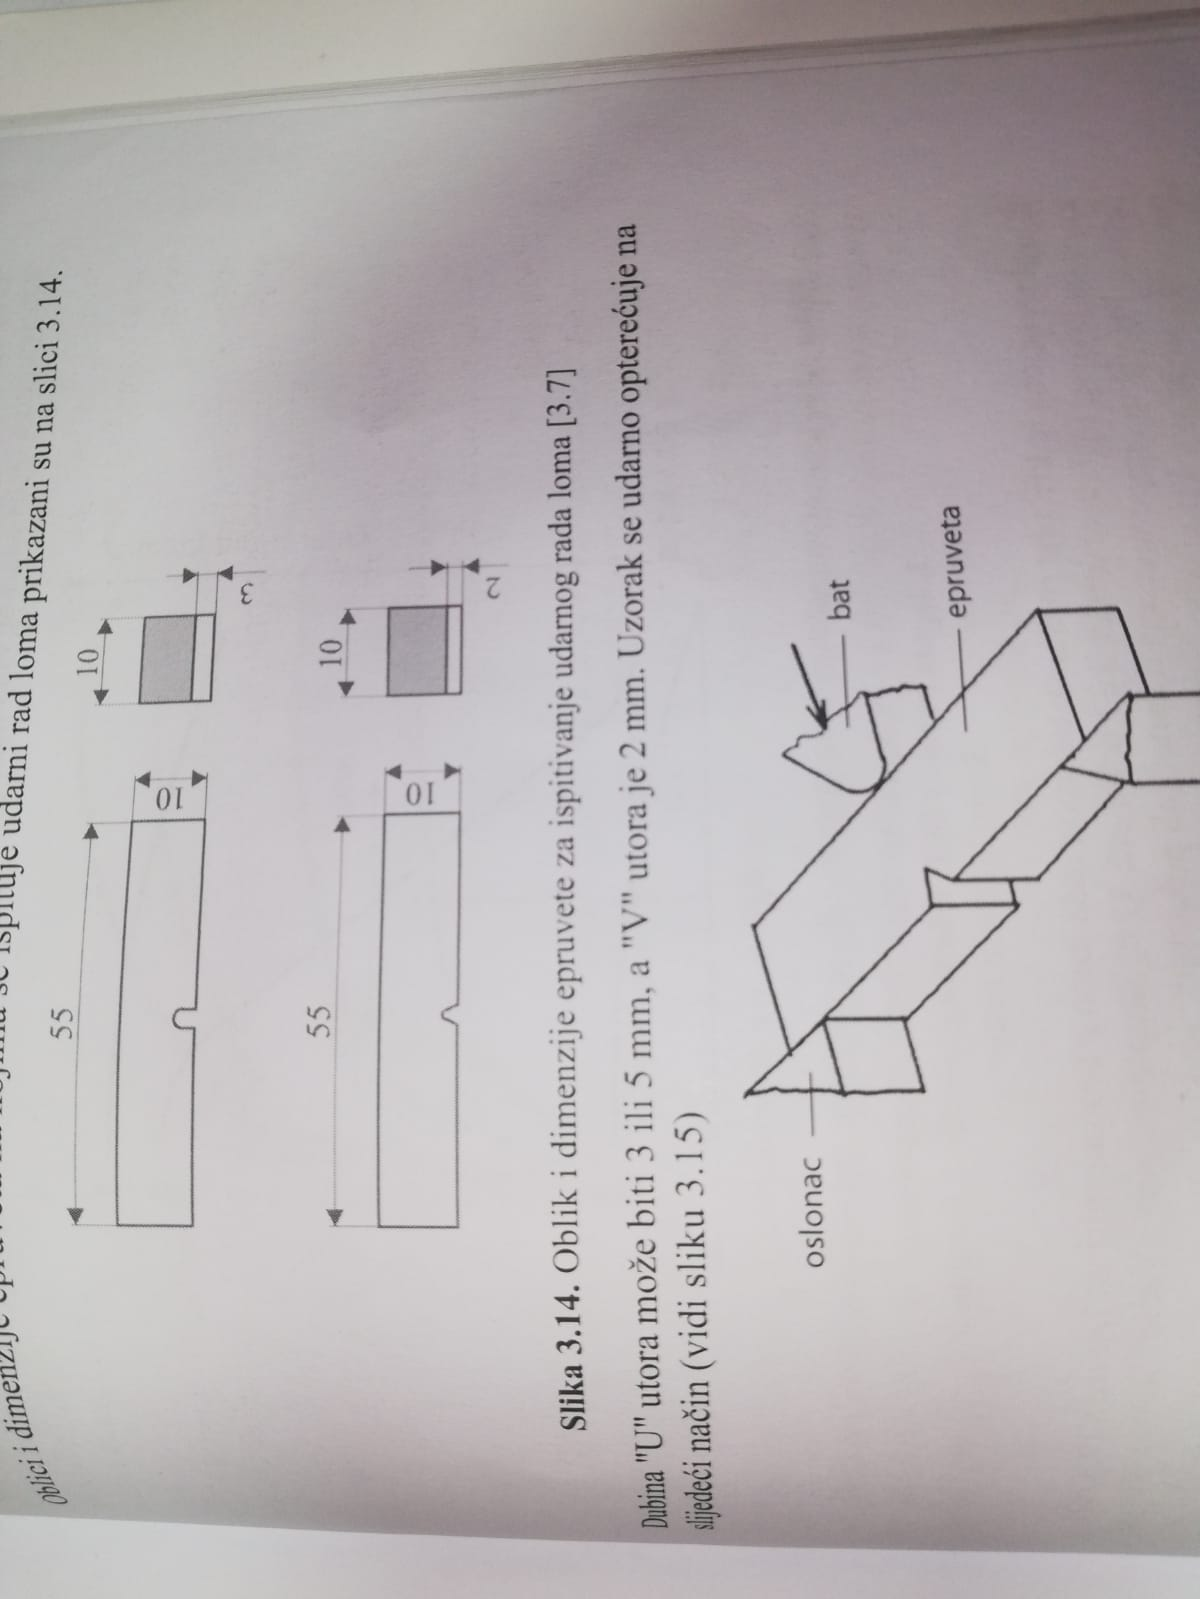 Oblici i dimenzije se ispituje udarni rad loma prikazani su na slici 3.14.
55
10
10
3
55
10
10
2
Slika 3.14. Oblik i dimenzije epruvete za ispitivanje udarnog rada loma [3.7]
Dubina "U" utora može biti 3 ili 5 mm, a "V" utora je 2 mm. Uzorak se udarno opterećuje na
slijedeći način (vidi sliku 3.15)
oslonac
bat
epruveta